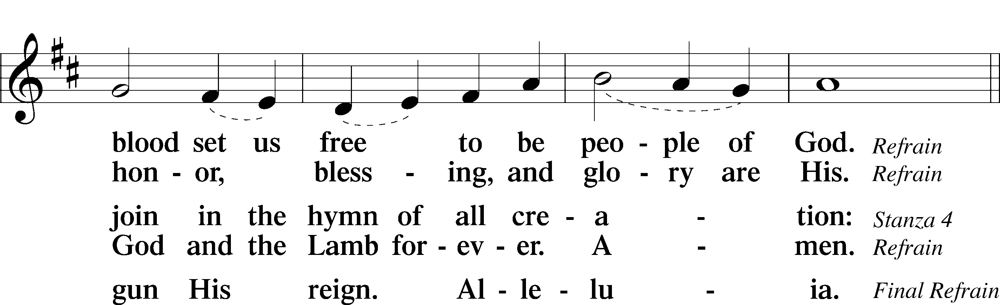 blood set us free to be peo - ple of God. Refrain
hon - or, bless - ing, and glo - ry are His. Refrain
join in the hymn of all cre - a - tion: Stanza 4
God and the Lamb for - ev - er. A - men. Refrain
gun His reign. Al - le - lu - ia. Final Refrain